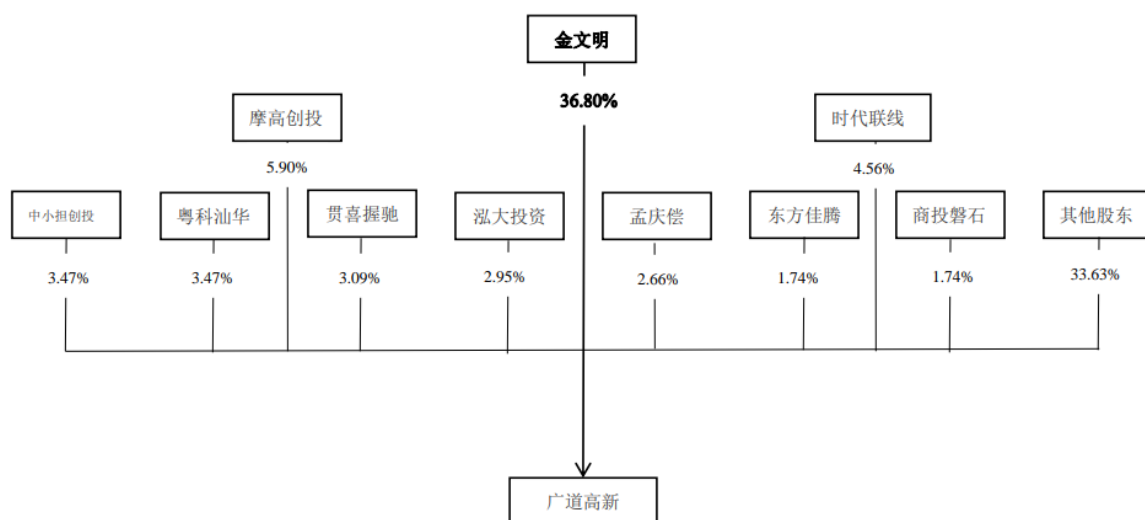 金文明
36.80%
摩高创投
时代联线
5.90%
4.56%
中小担创投
粤科汕华
贯喜握驰
泓大投资
孟庆偿
东方佳腾
商投磐石
其他股东
3.47%
3.47%
3.09%
2.95%
2.66%
1.74%
1.74%
33.63%
广道高新